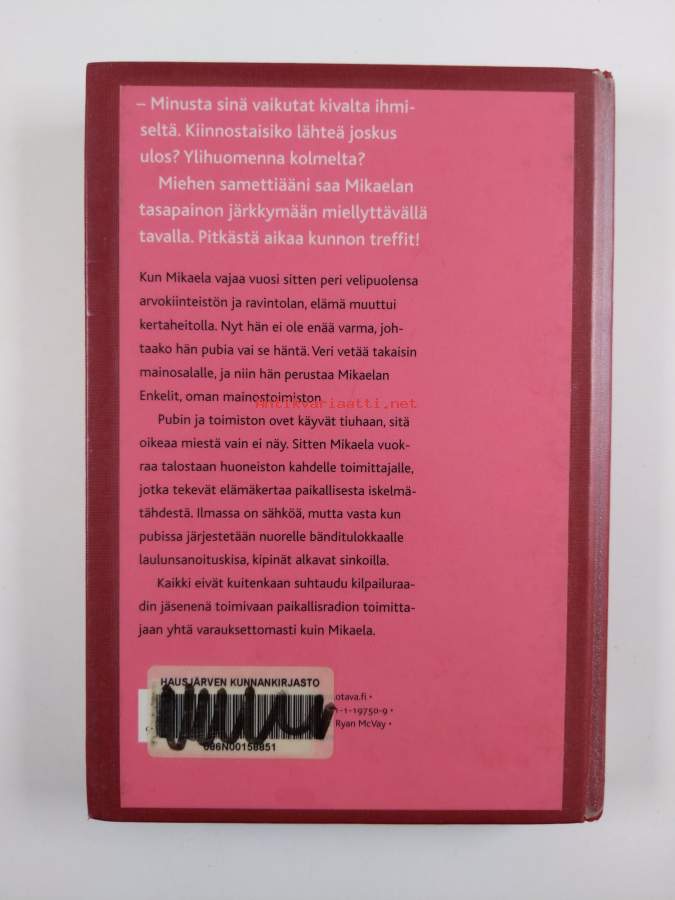 – Minusta sinä vaikutat kivalta ihmi-
seltä. Kiinnostaisiko lähteä joskus
ulos? Ylihuomenna kolmelta?
Miehen samettiääni saa Mikaelan
tasapainon järkkymään miellyttävällä
tavalla. Pitkästä aikaa kunnon treffit!
Kun Mikaela vajaa vuosi sitten peri velipuolensa
arvokiinteistön ja ravintolan, elämä muuttui
kertaheitolla. Nyt hän ei ole enää varma, joh-
taako hän pubia vai se häntä. Veri vetää takaisin
mainosalalle, ja niin hän perustaa Mikaelan
Enkelit, oman mainostoimiston
Antikvariaatti.net
Pubin ja toimiston ovet käyvät tiuhaan, sitä
oikeaa miestä vain ei näy. Sitten Mikaela vuok-
raa talostaan huoneiston kahdelle toimittajalle,
jotka tekevät elämäkertaa paikallisesta iskelmä-
tähdestä. Ilmassa on sähköä, mutta vasta kun
pubissa järjestetään nuorelle bänditulokkaalle
laulunsanoituskisa, kipinät alkavat sinkoilla.
Kaikki eivät kuitenkaan suhtaudu kilpailuraa-
din jäsenenä toimivaan paikallisradion toimitta-
jaan yhtä varauksettomasti kuin Mikaela.
HAUSJÄRVEN KUNNANKIRJASTO
.otava.fi •
1-1-19750-9 •
Ryan McVay •
086N00158851